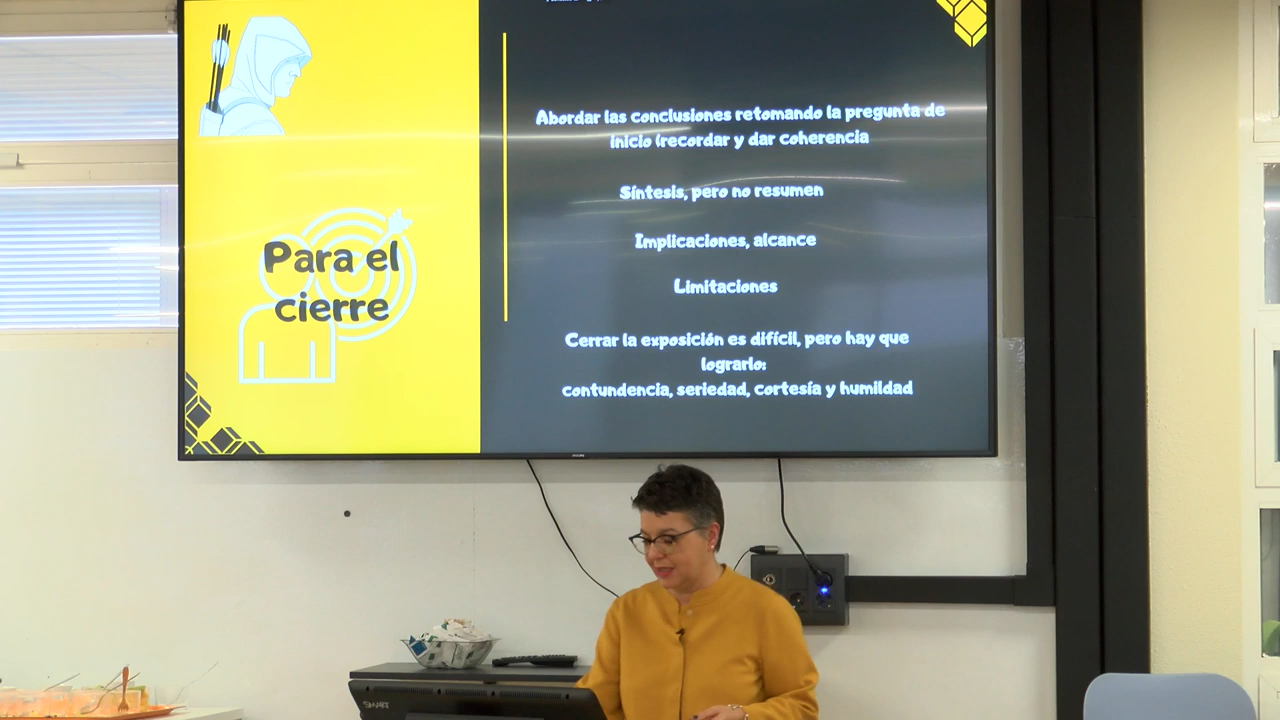 Para el
cierre
Abordar las conclusiones retomando la pregunta de
inicio (recordar y dar coherencia
Síntesis, pero no resumen
Implicaciones, alcance
Limitaciones
Cerrar la exposición es difícil, pero hay que
lograrlo:
contundencia, seriedad, cortesía y humildad
SMART